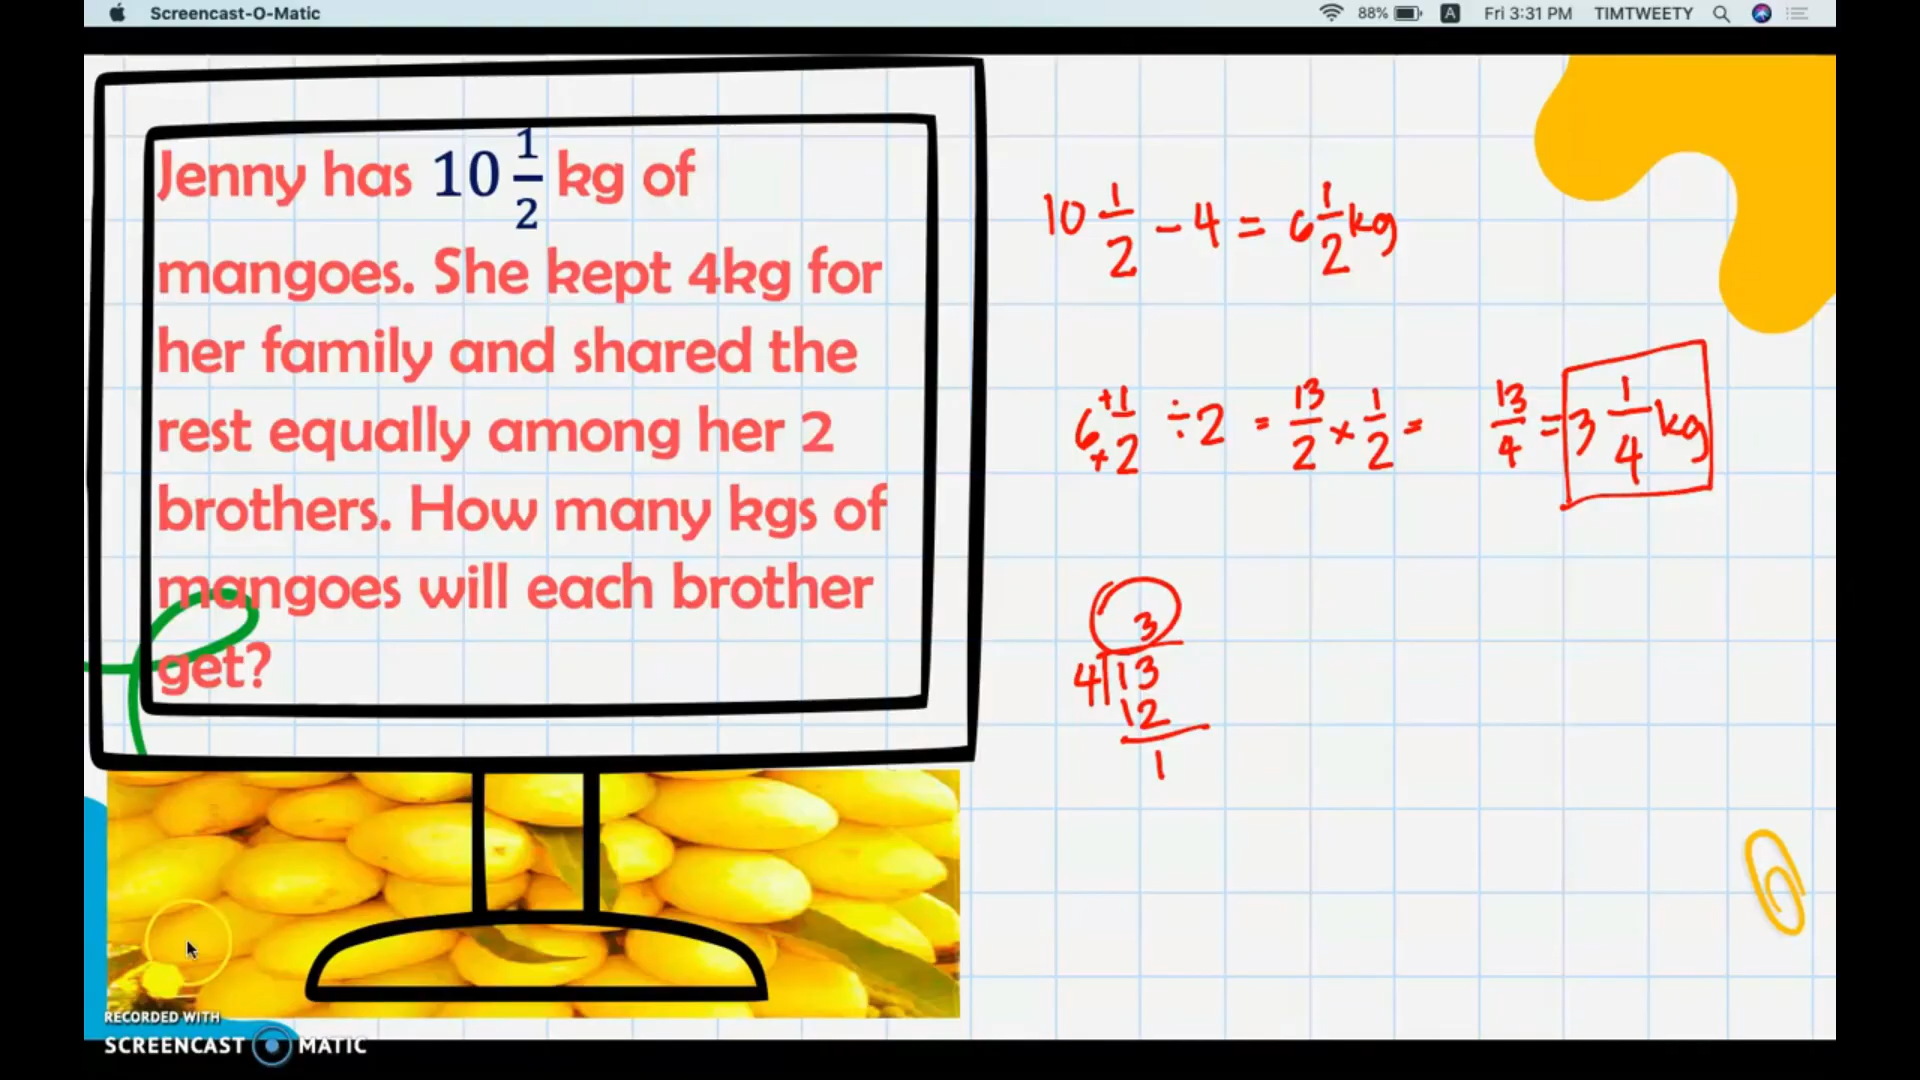 Screencast-O-Matic
88% A Fri 3:31 PM TIMTWEETY
Jenny has 10 1/2 kg of
mangoes. She kept 4kg for
her family and shared the
rest equally among her 2
brothers. How many kgs of
mangoes will each brother
get?
10 1/2 - 4 = 6 1/2 kg
6 + 1/2 × ÷ 2 = 13/2 × 1/2 = 13/4 = 3 1/4 kg
3
4 13
12
1
RECORDED WITH
SCREENCAST MATIC